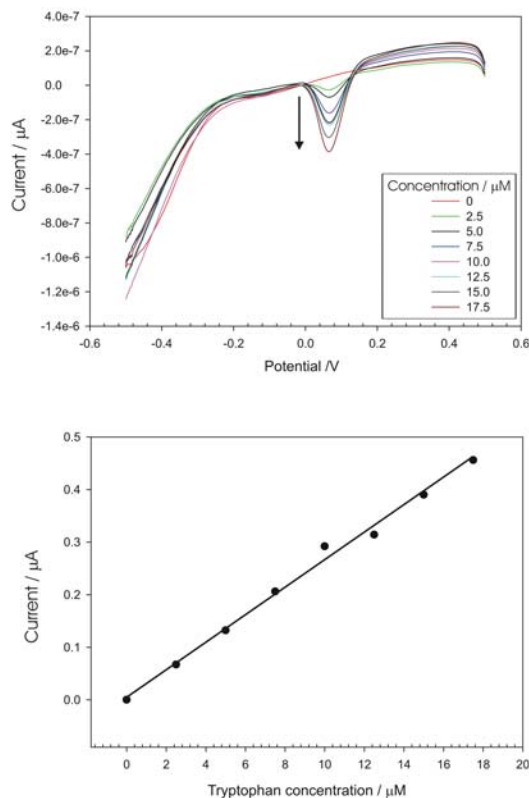 4.0e-7
2.0e-7
0.0
-2.0e-7
-4.0e-7
-6.0e-7
-8.0e-7
-1.0e-6
-1.2e-6
-1.4e-6
Current / μA
Concentration / μM
0
2.5
5.0
7.5
10.0
12.5
15.0
17.5
-0.6 -0.4 -0.2 0.0 0.2 0.4 0.6
Potential /V
0.5
0.4
0.3
0.2
0.1
0.0
Current / μA
0 2 4 6 8 10 12 14 16 18 20
Tryptophan concentration / μM